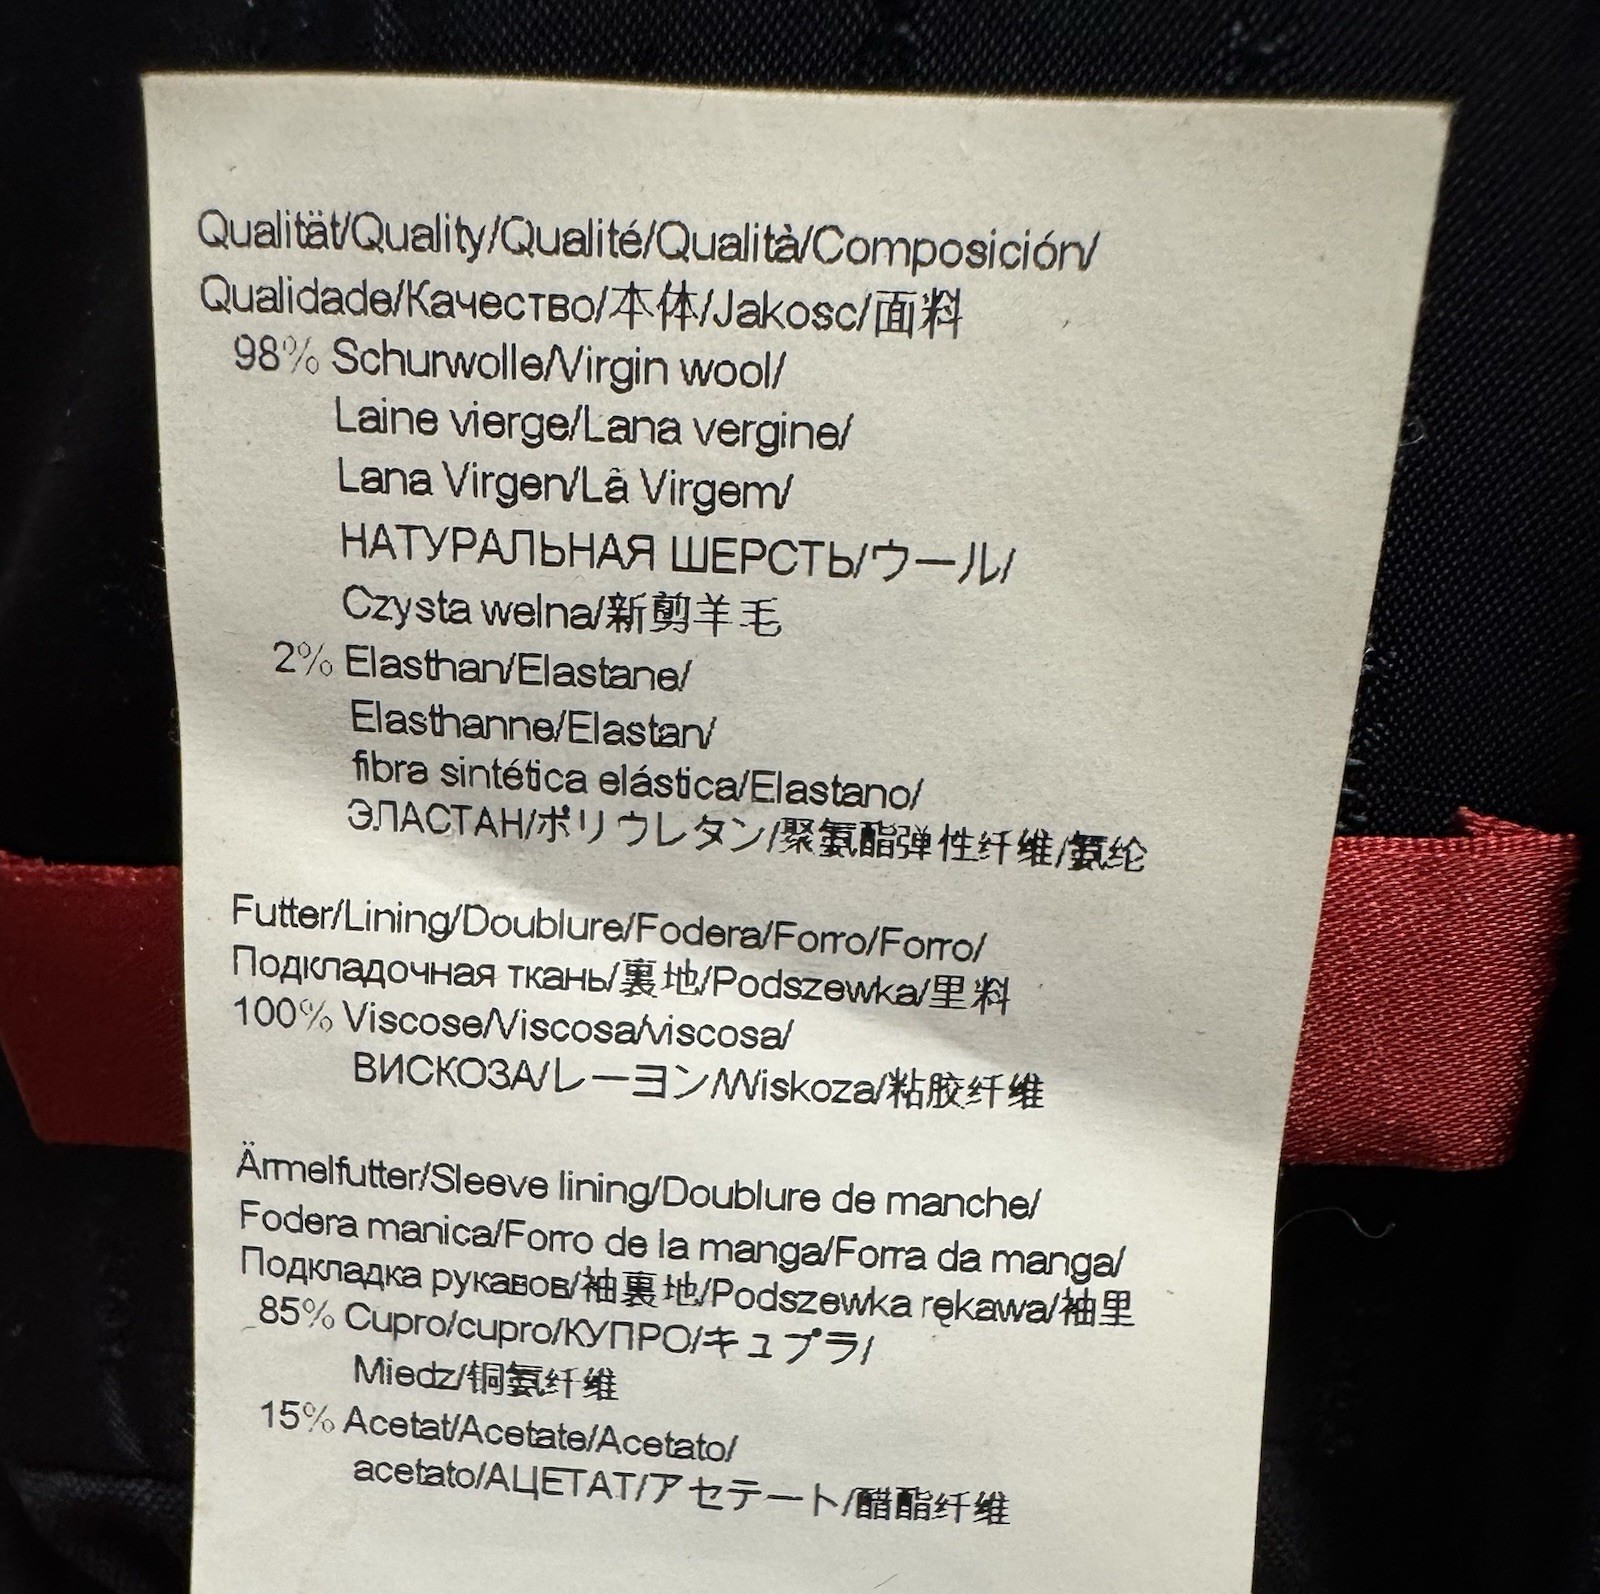 Qualität/Quality/Qualité/Qualità/Composición/
Qualidade/Качество/本体/Jakosc/面料
98% Schurwolle/Virgin wool/
Laine vierge/Lana vergine/
Lana Virgen/Lã Virgem/
НАТУРАЛЬНАЯ ШЕРСТЬ/ウール/
Czysta welna/新剪羊毛
2% Elasthan/Elastane/
Elasthanne/Elastan/
fibra sintética elástica/Elastano/
ЭЛАСТАН/ポリウレタン/聚氨酯弹性纤维/氨纶
Futter/Lining/Doublure/Fodera/Forro/Forro/
Подкладочная ткань/裏地/Podszewka/里料
100% Viscose/Viscosa/viscosa/
ВИСКОЗА/レーヨン/Wiskoza/粘胶纤维
Ärmelfutter/Sleeve lining/Doublure de manche/
Fodera manica/Forro de la manga/Forra da manga/
Подкладка рукавов/袖裏地/Podszewka rękawa/袖里
85% Cupro/cupro/КУПРО/キュプラ/
Miedz/铜氨纤维
15% Acetat/Acetate/Acetato/
acetato/АЦЕТАТ/アセテート/醋酯纤维